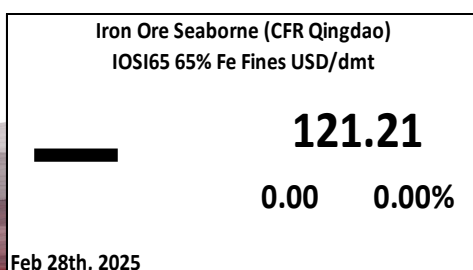 Iron Ore Seaborne (CFR Qingdao)
IOSI65 65% Fe Fines USD/dmt
121.21
0.00 0.00%
Feb 28th, 2025